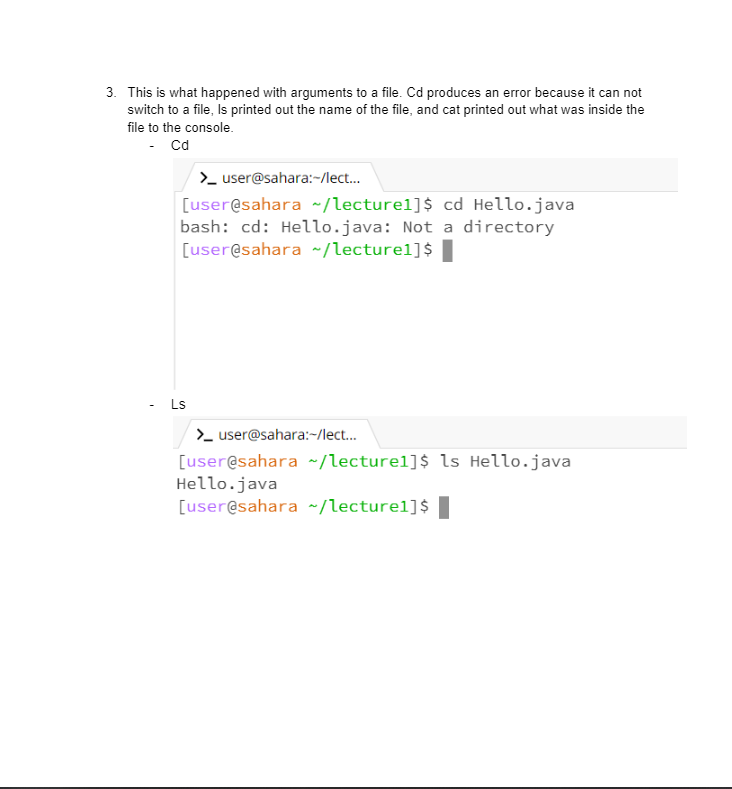 3. This is what happened with arguments to a file. Cd produces an error because it can not
switch to a file, ls printed out the name of the file, and cat printed out what was inside the
file to the console.
- Cd
>_ user@sahara:~/lect...
[user@sahara ~/lecture1]$ cd Hello.java
bash: cd: Hello.java: Not a directory
[user@sahara ~/lecture1]$
- Ls
>_ user@sahara:~/lect...
[user@sahara ~/lecture1]$ ls Hello.java
Hello.java
[user@sahara ~/lecture1]$